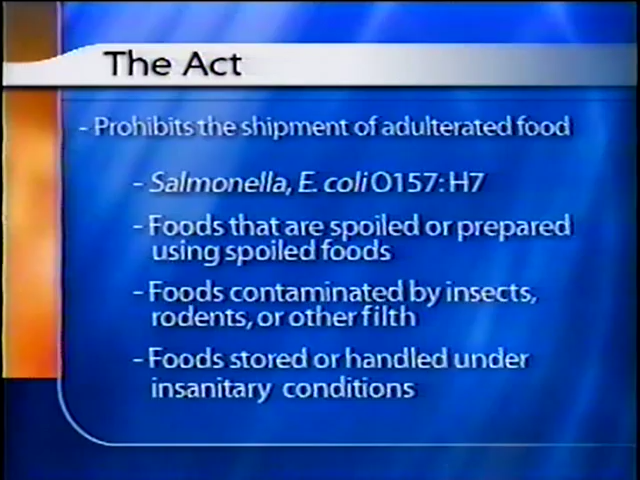 The Act
- Prohibits the shipment of adulterated food
- Salmonella, E. coli O157: H7
- Foods that are spoiled or prepared
using spoiled foods
- Foods contaminated by insects,
rodents, or other filth
- Foods stored or handled under
insanitary conditions